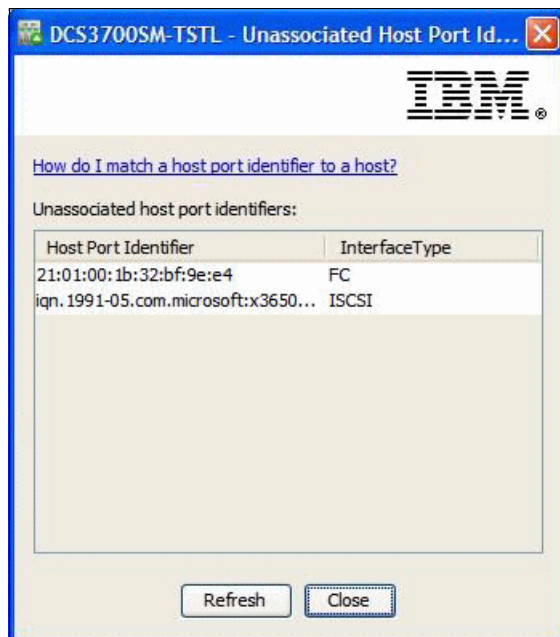 DCS3700SM-TSTL - Unassociated Host Port Id...
IBM®
How do I match a host port identifier to a host?
Unassociated host port identifiers:
Host Port Identifier InterfaceType
21:01:00:1b:32:bf:9e:e4 FC
iqn.1991-05.com.microsoft:x3650... ISCSI
Refresh Close